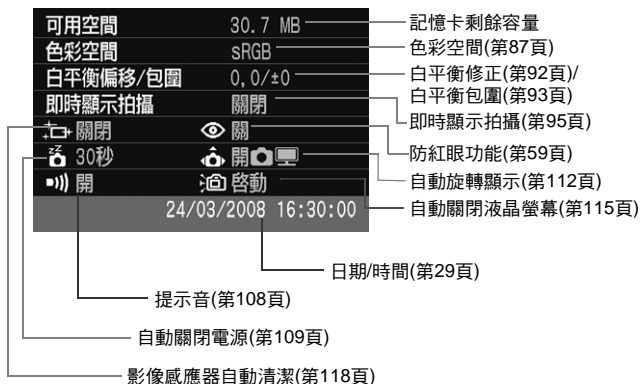 可用空間 30.7 MB
色彩空間 sRGB
白平衡偏移/包圍 0,0/±0
即時顯示拍攝 關閉
關閉 關
30秒 開
開 啓動
24/03/2008 16:30:00
記憶卡剩餘容量
色彩空間(第87頁)
白平衡修正(第92頁)/
白平衡包圍(第93頁)
即時顯示拍攝(第95頁)
防紅眼功能(第59頁)
自動旋轉顯示(第112頁)
自動關閉液晶螢幕(第115頁)
日期/時間(第29頁)
提示音(第108頁)
自動關閉電源(第109頁)
影像感應器自動清潔(第118頁)